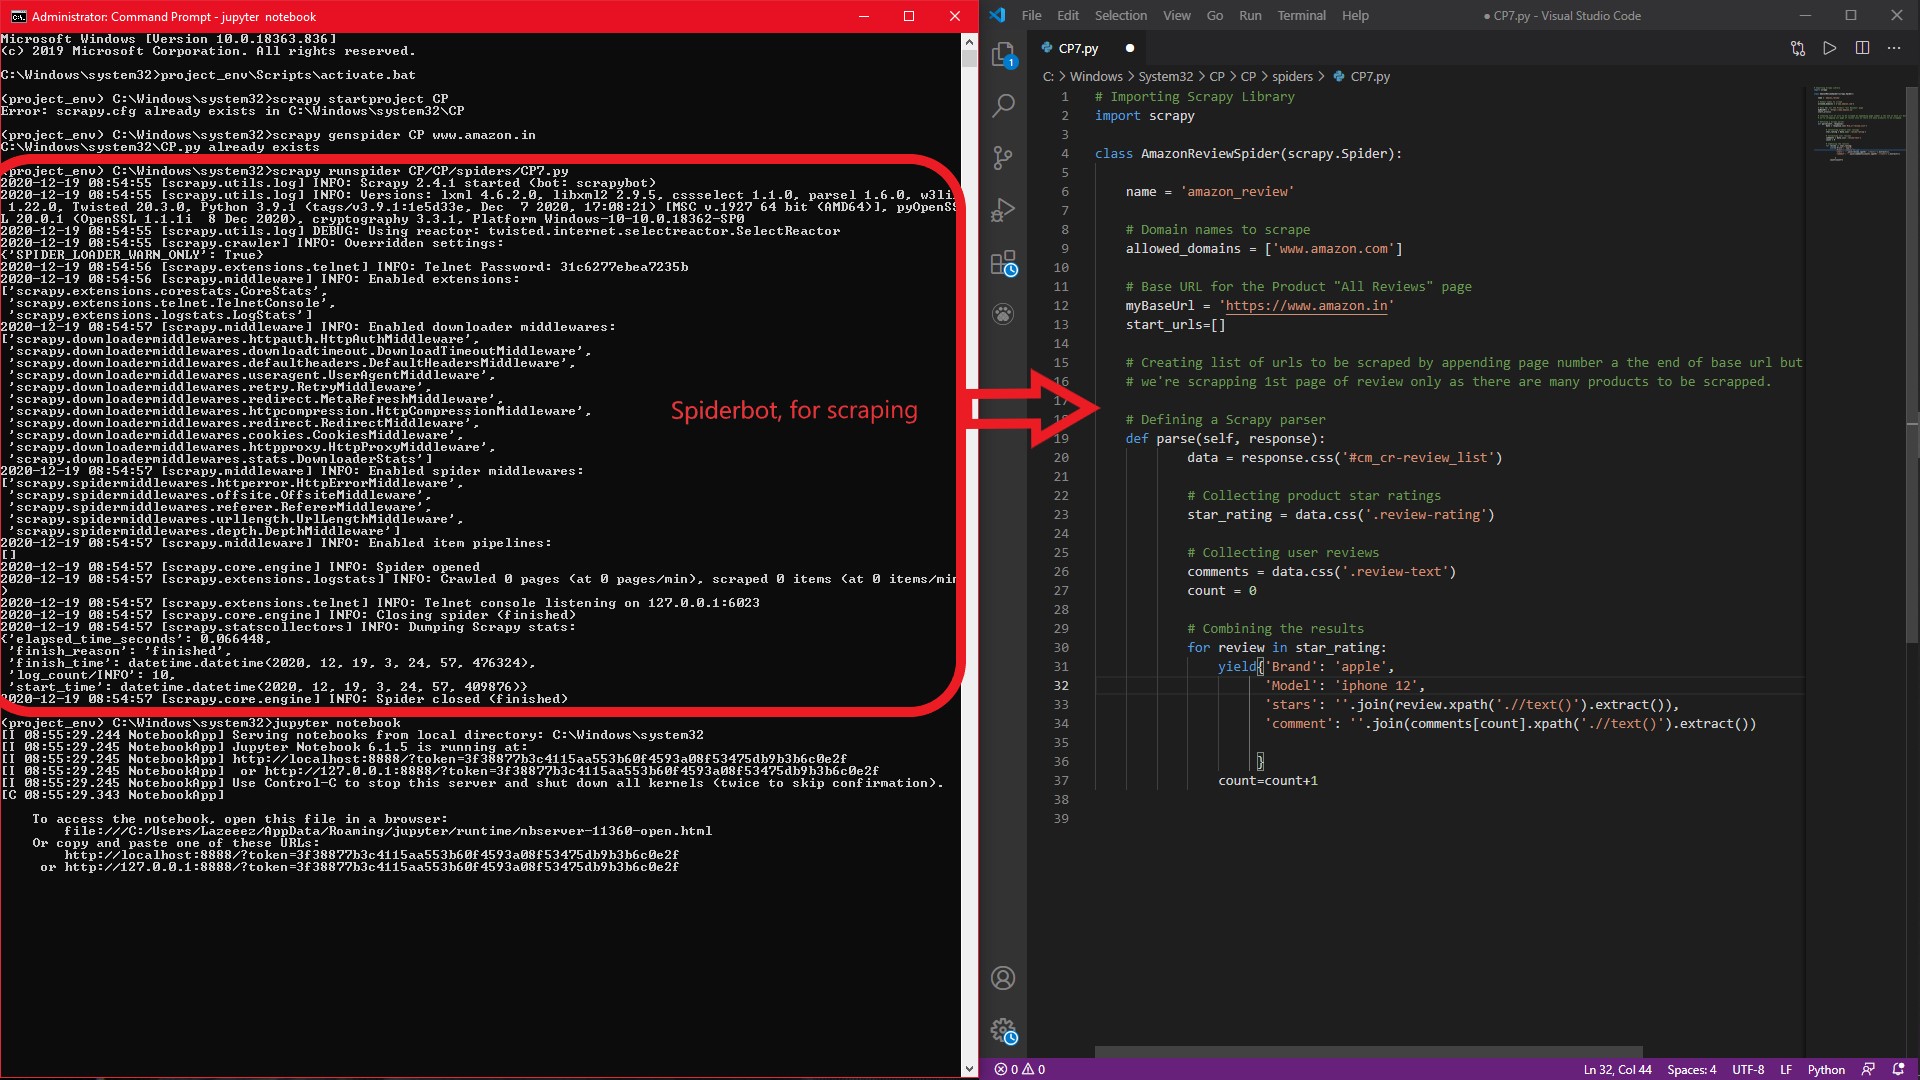 Administrator: Command Prompt - jupyter notebook
Microsoft Windows [Version 10.0.18363.836]
(c) 2019 Microsoft Corporation. All rights reserved.
C:\Windows\system32>project_env\Scripts\activate.bat
(project_env) C:\Windows\system32>scrapy startproject CP
Error: scrapy.cfg already exists in C:\Windows\system32\CP
(project_env) C:\Windows\system32>scrapy genspider CP www.amazon.in
C:\Windows\system32\CP.py already exists
(project_env) C:\Windows\system32>scrapy runspider CP/CP/spiders/CP7.py
2020-12-19 08:54:55 [scrapy.utils.log] INFO: Scrapy 2.4.1 started (bot: scrapybot)
2020-12-19 08:54:55 [scrapy.utils.log] INFO: Versions: lxml 4.6.2.0, libxml2 2.9.5, cssselect 1.1.0, parsel 1.6.0, w3li
1.22.0, Twisted 20.3.0, Python 3.9.1 (tags/v3.9.1:1e5d33e, Dec  7 2020, 17:08:21) [MSC v.1927 64 bit (AMD64)], pyOpenS
L 20.0.1 (OpenSSL 1.1.1i  8 Dec 2020), cryptography 3.3.1, Platform Windows-10-10.0.18362-SP0
2020-12-19 08:54:55 [scrapy.utils.log] DEBUG: Using reactor: twisted.internet.selectreactor.SelectReactor
2020-12-19 08:54:55 [scrapy.crawler] INFO: Overridden settings:
{'SPIDER_LOADER_WARN_ONLY': True}
2020-12-19 08:54:56 [scrapy.extensions.telnet] INFO: Telnet Password: 31c6277ebea7235b
2020-12-19 08:54:56 [scrapy.middleware] INFO: Enabled extensions:
['scrapy.extensions.corestats.CoreStats',
'scrapy.extensions.telnet.TelnetConsole',
'scrapy.extensions.logstats.LogStats']
2020-12-19 08:54:57 [scrapy.middleware] INFO: Enabled downloader middlewares:
['scrapy.downloadermiddlewares.httpauth.HttpAuthMiddleware',
'scrapy.downloadermiddlewares.downloadtimeout.DownloadTimeoutMiddleware',
'scrapy.downloadermiddlewares.defaultheaders.DefaultHeadersMiddleware',
'scrapy.downloadermiddlewares.useragent.UserAgentMiddleware',
'scrapy.downloadermiddlewares.retry.RetryMiddleware',
'scrapy.downloadermiddlewares.redirect.MetaRefreshMiddleware',
'scrapy.downloadermiddlewares.httpcompression.HttpCompressionMiddleware',
'scrapy.downloadermiddlewares.redirect.RedirectMiddleware',
'scrapy.downloadermiddlewares.cookies.CookiesMiddleware',
'scrapy.downloadermiddlewares.httpproxy.HttpProxyMiddleware',
'scrapy.downloadermiddlewares.stats.DownloaderStats']
2020-12-19 08:54:57 [scrapy.middleware] INFO: Enabled spider middlewares:
['scrapy.spidermiddlewares.httperror.HttpErrorMiddleware',
'scrapy.spidermiddlewares.offsite.OffsiteMiddleware',
'scrapy.spidermiddlewares.referer.RefererMiddleware',
'scrapy.spidermiddlewares.urllength.UrlLengthMiddleware',
'scrapy.spidermiddlewares.depth.DepthMiddleware']
2020-12-19 08:54:57 [scrapy.middleware] INFO: Enabled item pipelines:
[]
2020-12-19 08:54:57 [scrapy.core.engine] INFO: Spider opened
2020-12-19 08:54:57 [scrapy.extensions.logstats] INFO: Crawled 0 pages (at 0 pages/min), scraped 0 items (at 0 items/min
)
2020-12-19 08:54:57 [scrapy.extensions.telnet] INFO: Telnet console listening on 127.0.0.1:6023
2020-12-19 08:54:57 [scrapy.core.engine] INFO: Closing spider (finished)
2020-12-19 08:54:57 [scrapy.statscollectors] INFO: Dumping Scrapy stats:
{'elapsed_time_seconds': 0.066448,
'finish_reason': 'finished',
'finish_time': datetime.datetime(2020, 12, 19, 3, 24, 57, 476324),
'log_count/INFO': 10,
'start_time': datetime.datetime(2020, 12, 19, 3, 24, 57, 409876)}
2020-12-19 08:54:57 [scrapy.core.engine] INFO: Spider closed (finished)
Spiderbot, for scraping
(project_env) C:\Windows\system32>jupyter notebook
[I 08:55:29.244 NotebookApp] Serving notebooks from local directory: C:\Windows\system32
[I 08:55:29.245 NotebookApp] Jupyter Notebook 6.1.5 is running at:
[I 08:55:29.245 NotebookApp] http://localhost:8888/?token=3f38877b3c4115aa553b60f4593a08f53475db9b3b6c0e2f
[I 08:55:29.245 NotebookApp]  or http://127.0.0.1:8888/?token=3f38877b3c4115aa553b60f4593a08f53475db9b3b6c0e2f
[I 08:55:29.245 NotebookApp] Use Control-C to stop this server and shut down all kernels (twice to skip confirmation).
[C 08:55:29.343 NotebookApp]
To access the notebook, open this file in a browser:
file:///C:/Users/Lazeeez/AppData/Roaming/jupyter/runtime/nbserver-11360-open.html
Or copy and paste one of these URLs:
http://localhost:8888/?token=3f38877b3c4115aa553b60f4593a08f53475db9b3b6c0e2f
or http://127.0.0.1:8888/?token=3f38877b3c4115aa553b60f4593a08f53475db9b3b6c0e2f
File Edit Selection View Go Run Terminal Help ● CP7.py - Visual Studio Code
CP7.py
C: > Windows > System32 > CP > CP > spiders > CP7.py
1 # Importing Scrapy Library
2 import scrapy
3
4 class AmazonReviewSpider(scrapy.Spider):
5
6 name = 'amazon_review'
7
8 # Domain names to scrape
9 allowed_domains = ['www.amazon.com']
10
11 # Base URL for the Product "All Reviews" page
12 myBaseUrl = 'https://www.amazon.in'
13 start_urls=[]
14
15 # Creating list of urls to be scraped by appending page number a the end of base url but
16 # we're scrapping 1st page of review only as there are many products to be scrapped.
17
18 # Defining a Scrapy parser
19 def parse(self, response):
20 data = response.css('#cm_cr-review_list')
21
22 # Collecting product star ratings
23 star_rating = data.css('.review-rating')
24
25 # Collecting user reviews
26 comments = data.css('.review-text')
27 count = 0
28
29 # Combining the results
30 for review in star_rating:
31 yield{'Brand': 'apple',
32 'Model': 'iphone 12',
33 'stars': ''.join(review.xpath('.//text()').extract()),
34 'comment': ''.join(comments[count].xpath('.//text()').extract())
35
36 }
37 count=count+1
38
39
1
0 0 Ln 32, Col 44 Spaces: 4 UTF-8 LF Python